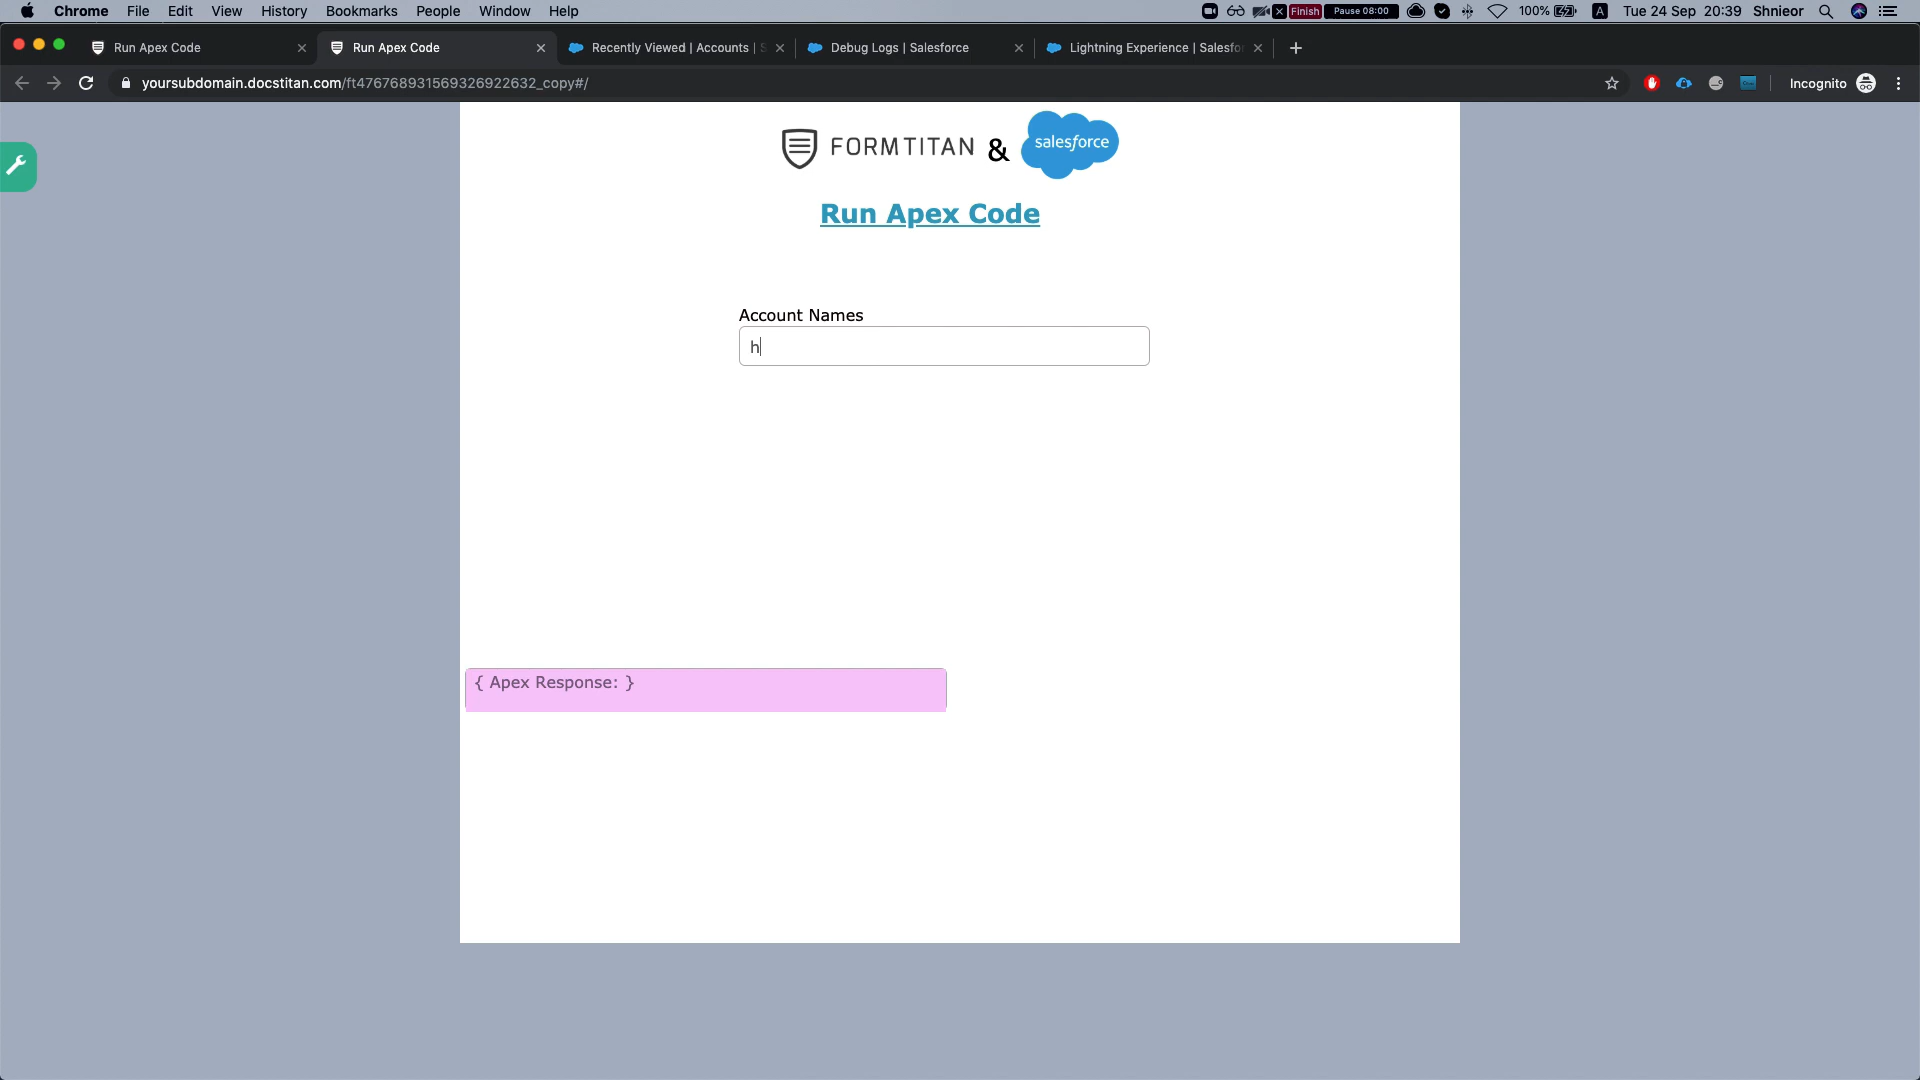 Chrome File Edit View History Bookmarks People Window Help Finish Pause 08:00 100% A Tue 24 Sep 20:39 Shnieor
Run Apex Code Run Apex Code Recently Viewed | Accounts | S Debug Logs | Salesforce Lightning Experience | Salesfo
yoursubdomain.docstitan.com/ft476768931569326922632_copy#/ Incognito
FORMTITAN & salesforce
Run Apex Code
Account Names
h
{ Apex Response: }